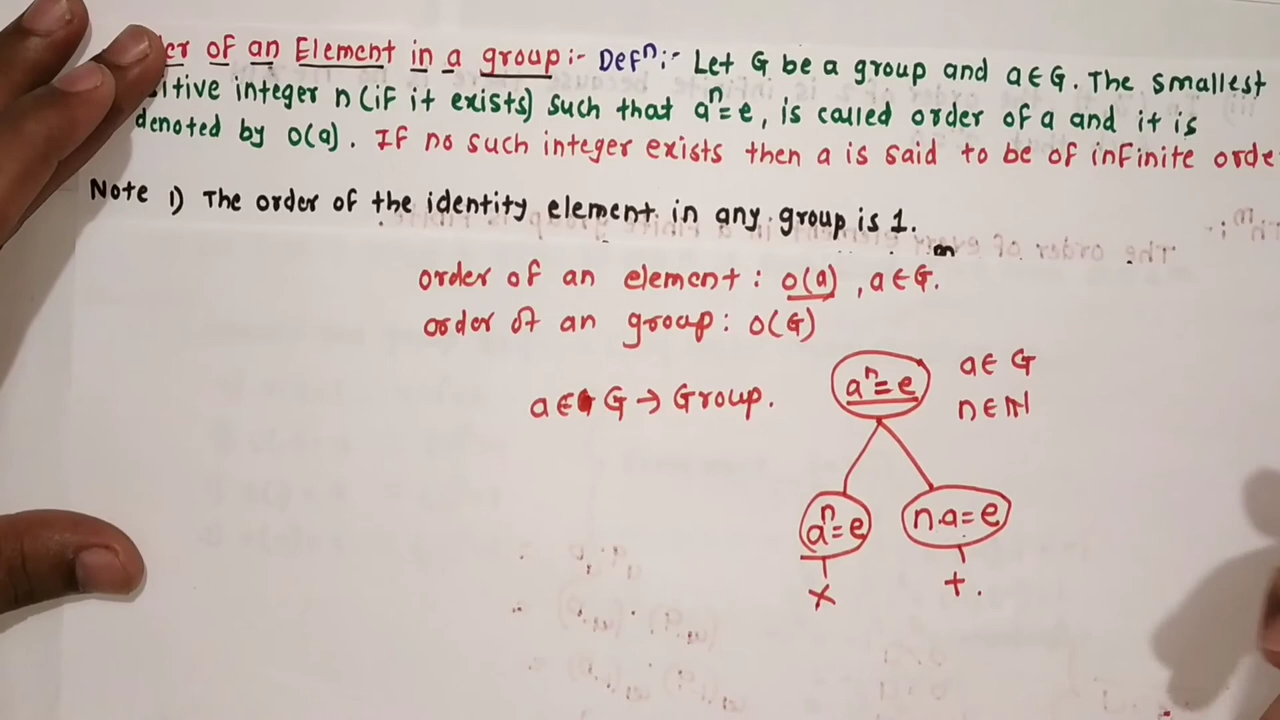 er of an Element in a group:- Defⁿ:- Let G be a group and a∈G. The smallest
itive integer n (if it exists) such that aⁿ=e, is called order of a and it is
denoted by o(a). If no such integer exists then a is said to be of infinite orde
Note 1) The order of the identity element in any group is 1.
order of an element: o(a), a∈G.
order of an group: o(G)
a∈G → Group.
aⁿ=e
a∈G
n∈N
aⁿ=e
n.a=e
×
+.